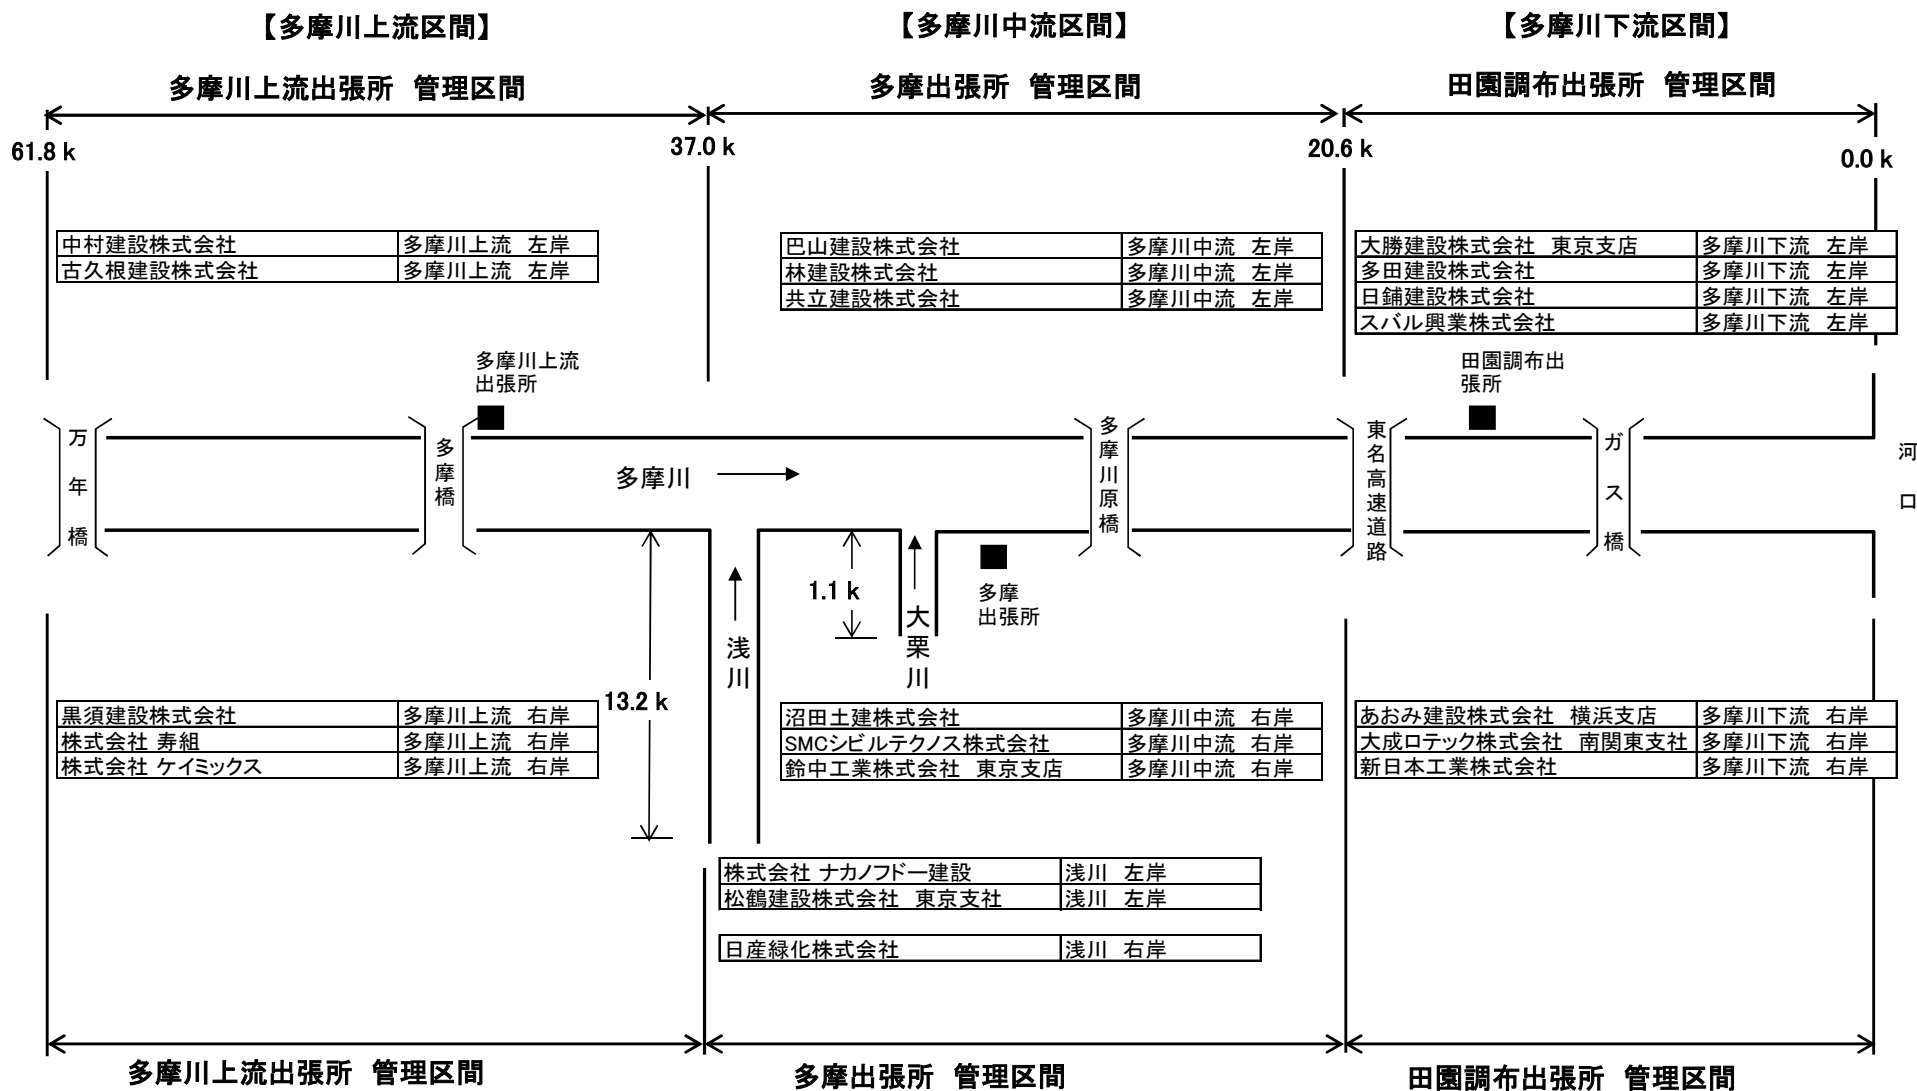 【多摩川上流区間】
【多摩川中流区間】
【多摩川下流区間】
多摩川上流出張所 管理区間
多摩出張所 管理区間
田園調布出張所 管理区間
61.8 k
37.0 k
20.6 k
0.0 k
中村建設株式会社 多摩川上流 左岸
古久根建設株式会社 多摩川上流 左岸
巴山建設株式会社 多摩川中流 左岸
林建設株式会社 多摩川中流 左岸
共立建設株式会社 多摩川中流 左岸
大勝建設株式会社 東京支店 多摩川下流 左岸
多田建設株式会社 多摩川下流 左岸
日鋪建設株式会社 多摩川下流 左岸
スバル興業株式会社 多摩川下流 左岸
多摩川上流
出張所
田園調布出
張所
万年橋
多摩橋
多摩川
多摩川原橋
東名高速道路
ガス橋
河口
1.1 k
多摩
出張所
大栗川
浅川
13.2 k
黒須建設株式会社 多摩川上流 右岸
株式会社 寿組 多摩川上流 右岸
株式会社 ケイミックス 多摩川上流 右岸
沼田土建株式会社 多摩川中流 右岸
SMCシビルテクノス株式会社 多摩川中流 右岸
鈴中工業株式会社 東京支店 多摩川中流 右岸
あおみ建設株式会社 横浜支店 多摩川下流 右岸
大成ロテック株式会社 南関東支社 多摩川下流 右岸
新日本工業株式会社 多摩川下流 右岸
株式会社 ナカノフドー建設 浅川 左岸
松鶴建設株式会社 東京支社 浅川 左岸
日産緑化株式会社 浅川 右岸
多摩川上流出張所 管理区間
多摩出張所 管理区間
田園調布出張所 管理区間